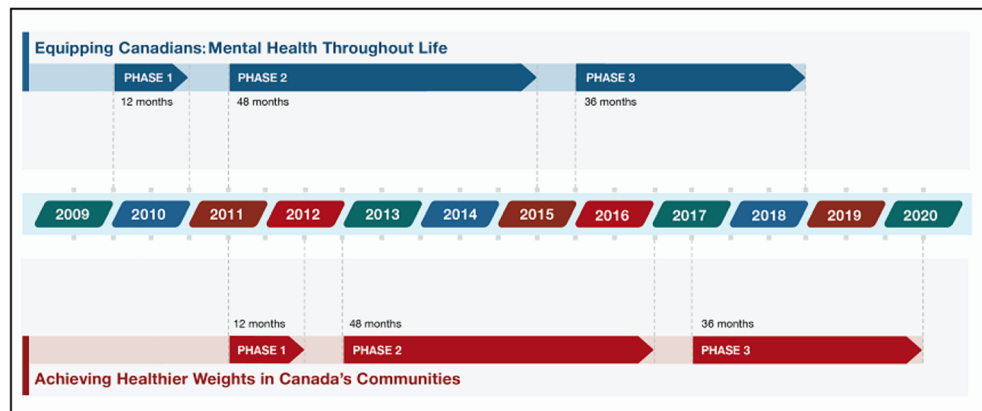 Equipping Canadians: Mental Health Throughout Life
PHASE 1 PHASE 2 PHASE 3
12 months 48 months 36 months
2009 2010 2011 2012 2013 2014 2015 2016 2017 2018 2019 2020
12 months 48 months 36 months
PHASE 1 PHASE 2 PHASE 3
Achieving Healthier Weights in Canada's Communities